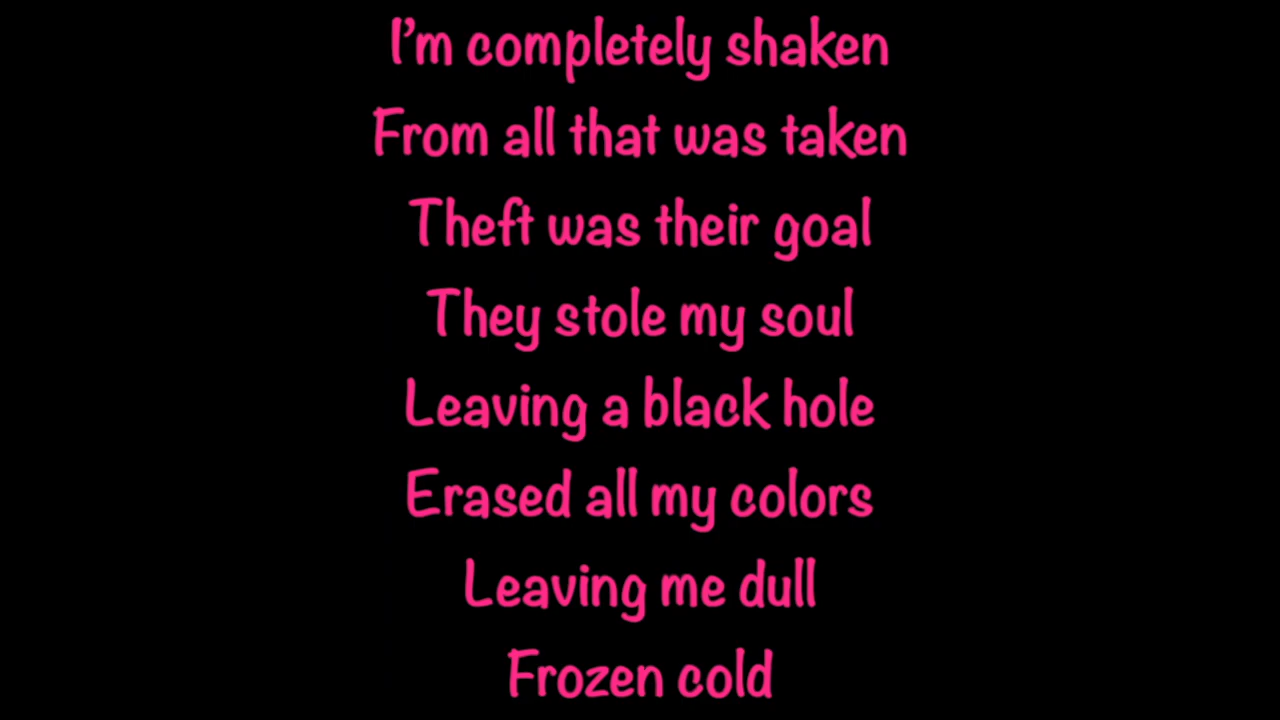 I’m completely shaken
From all that was taken
Theft was their goal
They stole my soul
Leaving a black hole
Erased all my colors
Leaving me dull
Frozen cold